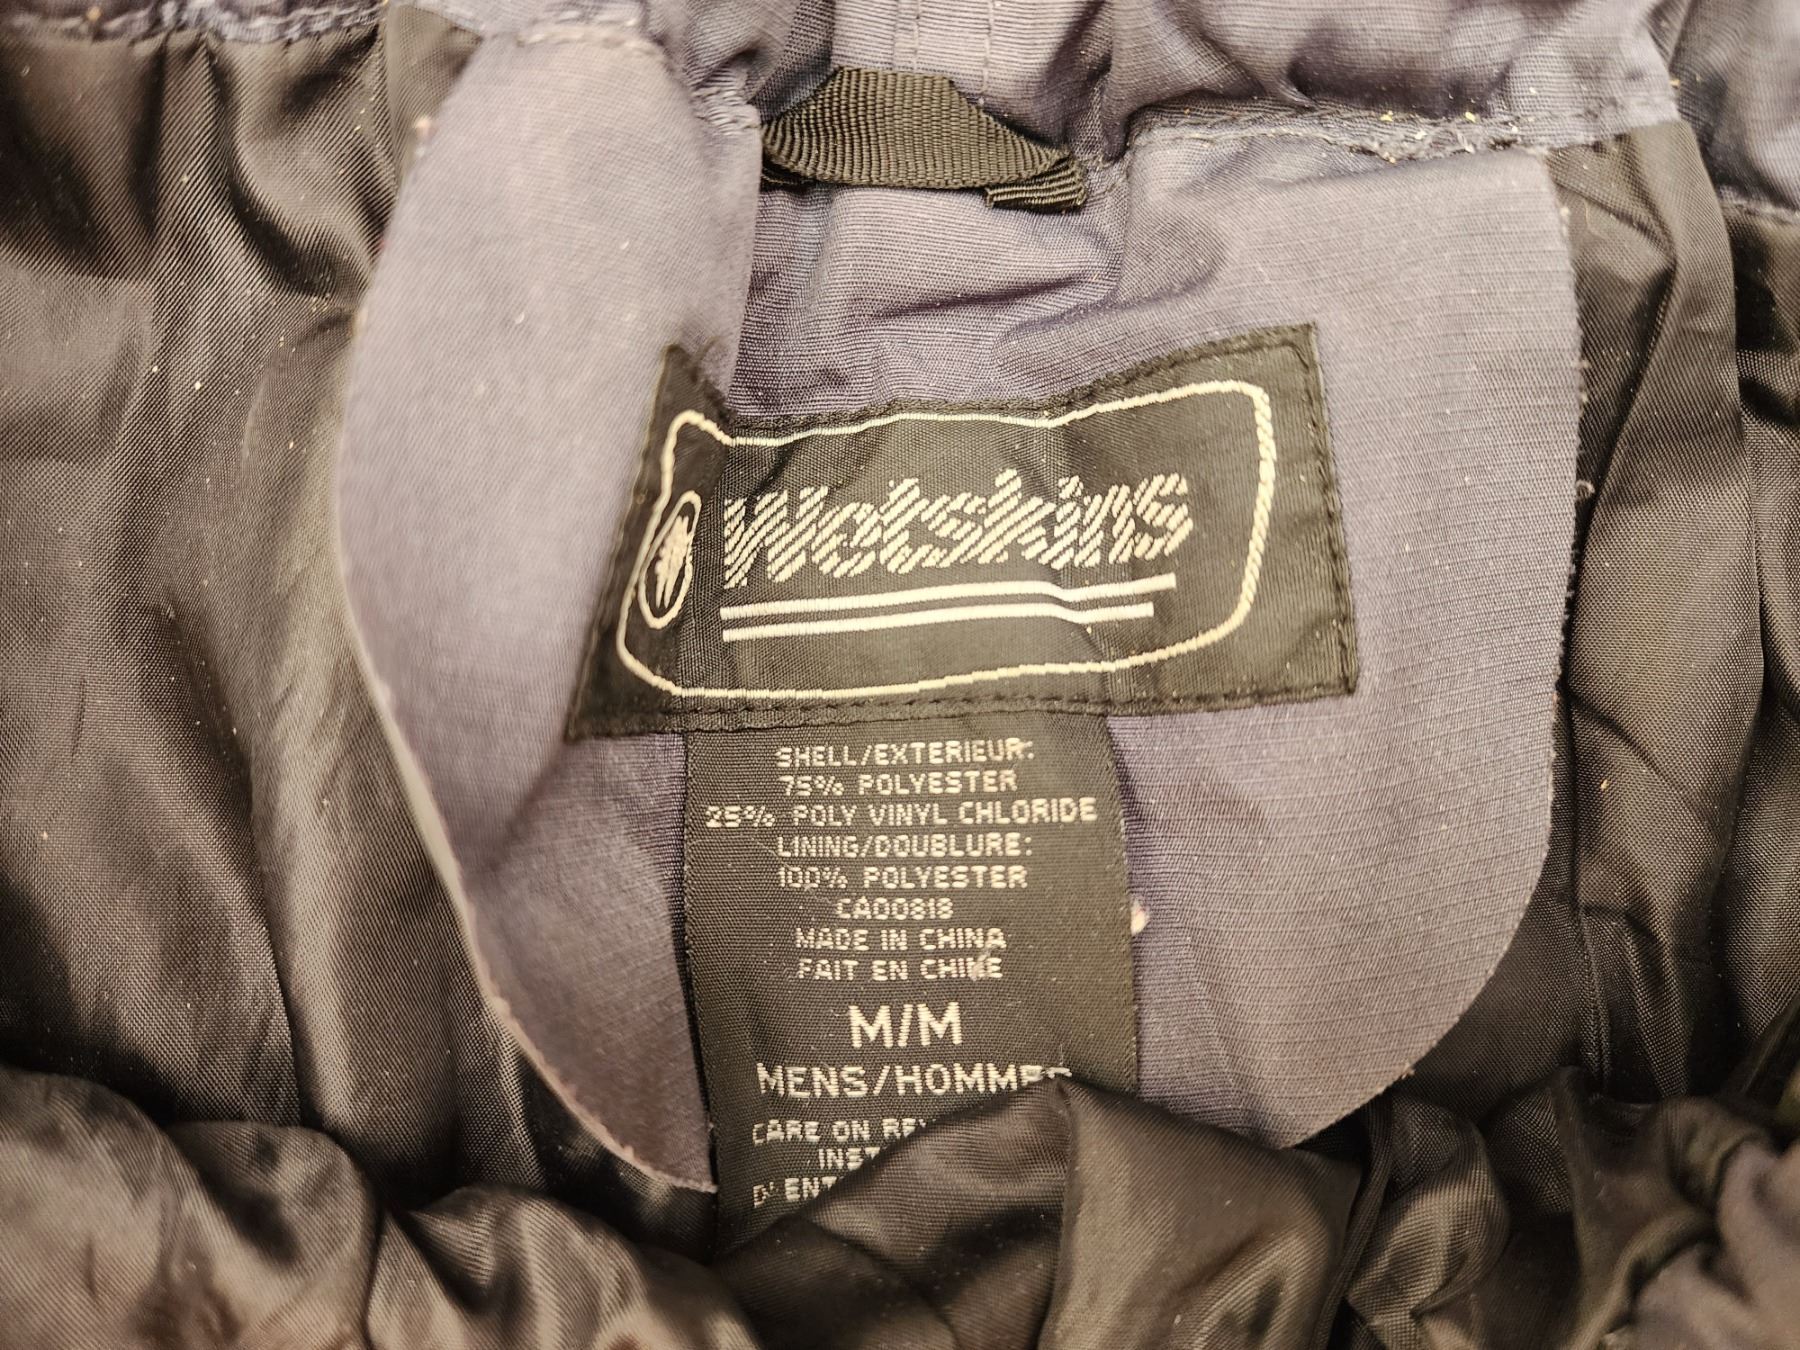 Wetskins
SHELL/EXTERIEUR:
75% POLYESTER
25% POLY VINYL CHLORIDE
LINING/DOUBLURE:
100% POLYESTER
CA00818
MADE IN CHINA
FAIT EN CHINE
M/M
MENS/HOMMES
CARE ON
D'ENT